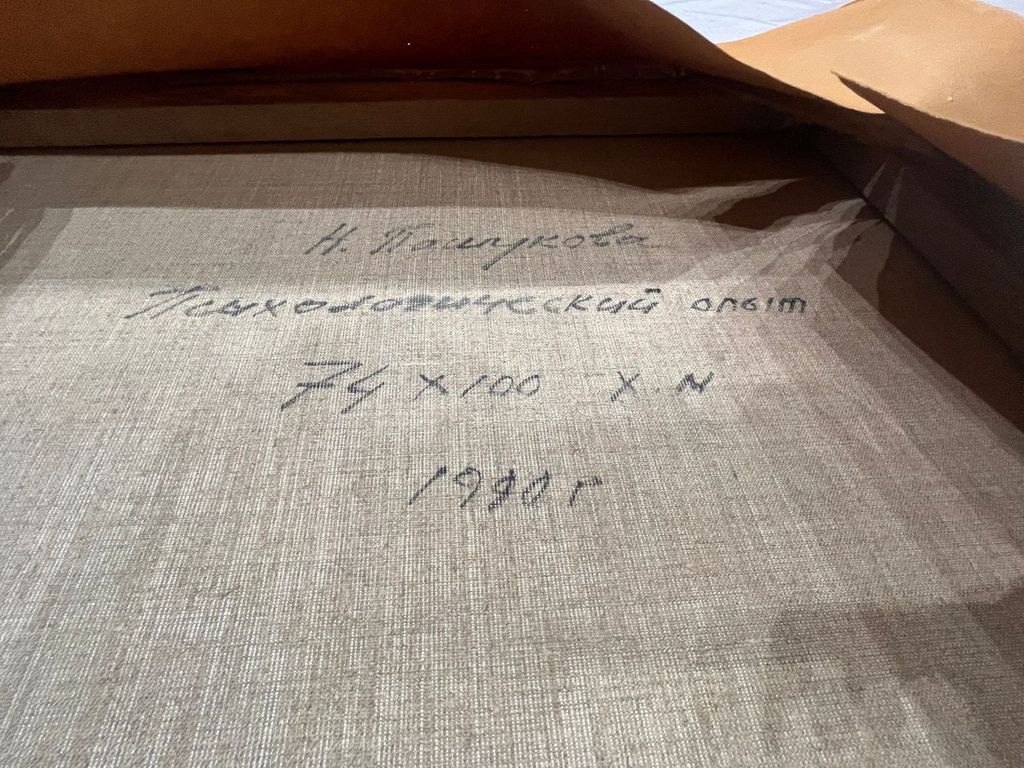 Н. Пашукова
Психологический опыт
74 х 100 Х. М
1990 г